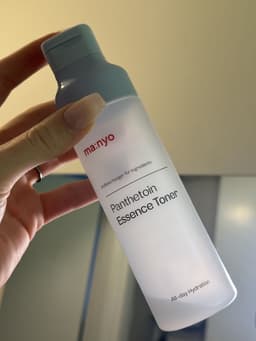 ma:nyo
Panthetoin
Essence Toner
All-day Hydration